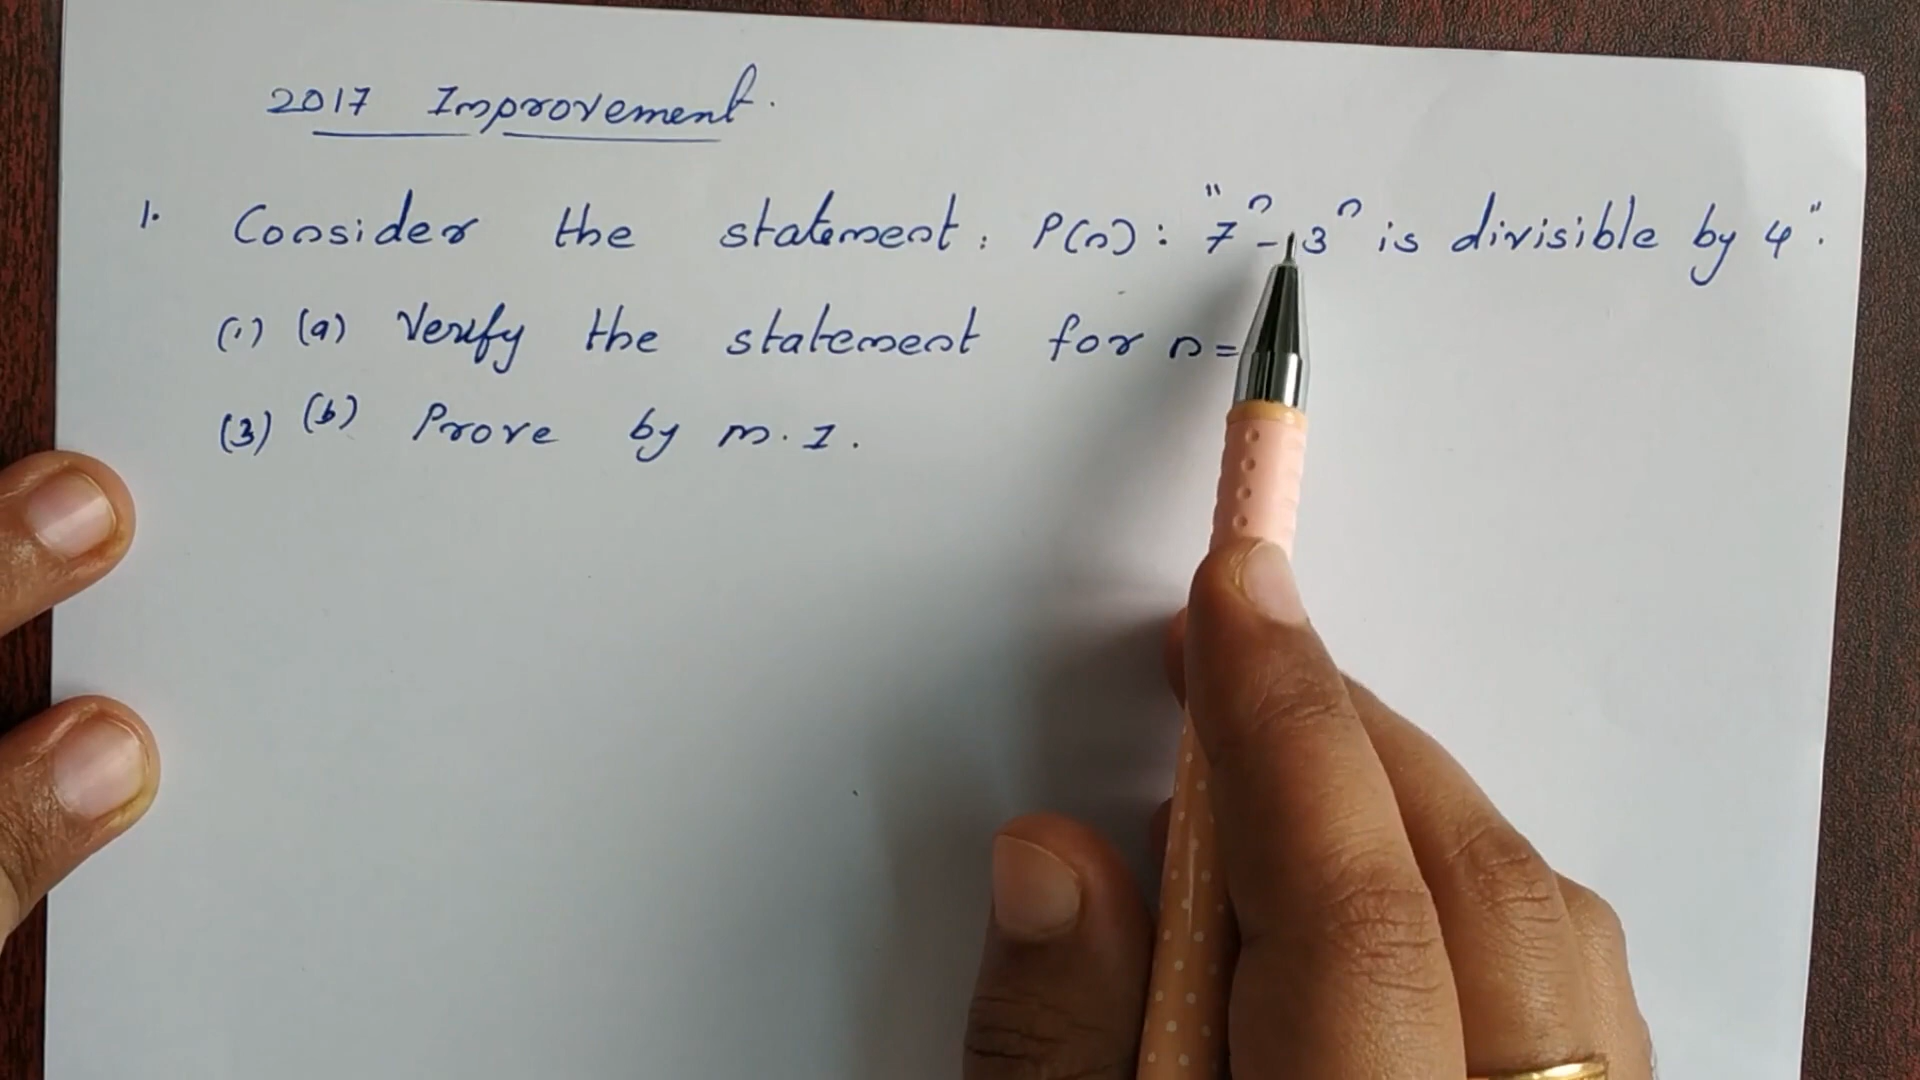 2017 Improvement.
1. Consider the statement. P(n): "7ⁿ-3ⁿ is divisible by 4".
(1) (a) Verify the statement for n=
(3) (b) Prove by m.I.